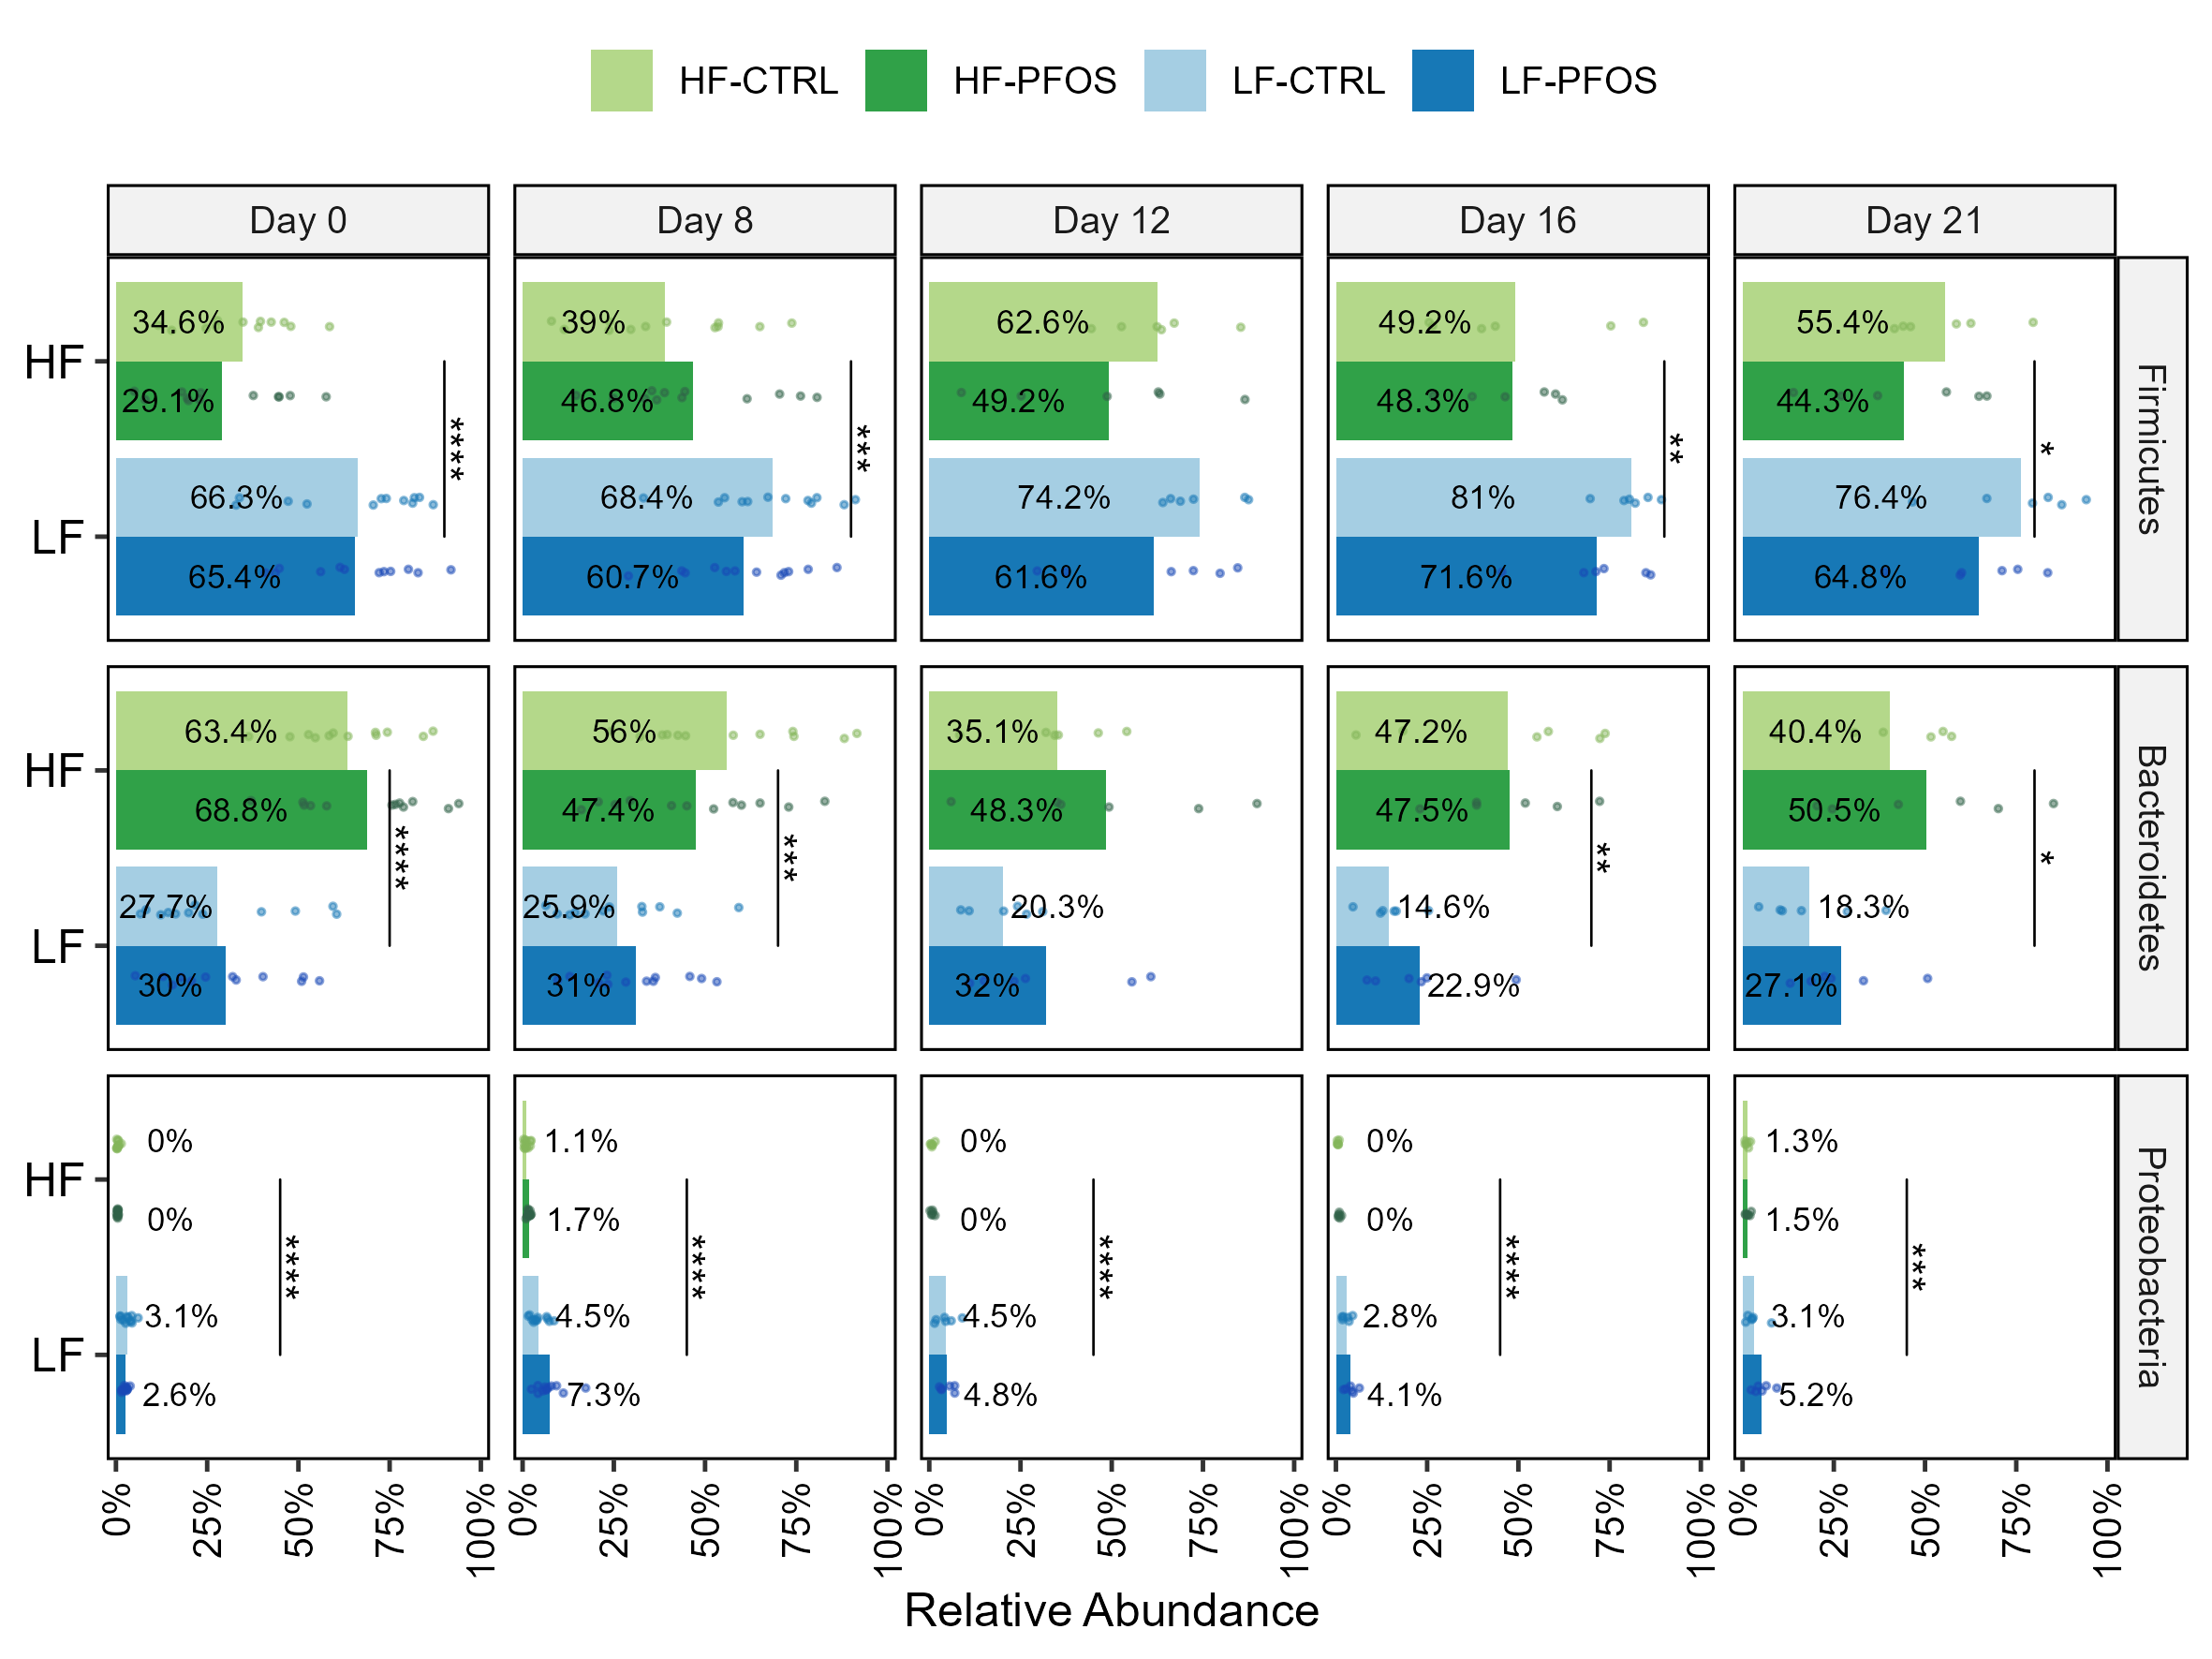 HF-CTRL HF-PFOS LF-CTRL LF-PFOS
Day 0 Day 8 Day 12 Day 16 Day 21
Firmicutes
HF
34.6% 39% 62.6% 49.2% 55.4%
29.1% 46.8% 49.2% 48.3% 44.3%
**** *** ** *
LF
66.3% 68.4% 74.2% 81% 76.4%
65.4% 60.7% 61.6% 71.6% 64.8%
Bacteroidetes
HF
63.4% 56% 35.1% 47.2% 40.4%
68.8% 47.4% 48.3% 47.5% 50.5%
**** *** ** *
LF
27.7% 25.9% 20.3% 14.6% 18.3%
30% 31% 32% 22.9% 27.1%
Proteobacteria
HF
0% 1.1% 0% 0% 1.3%
0% 1.7% 0% 0% 1.5%
**** **** **** **** ***
LF
3.1% 4.5% 4.5% 2.8% 3.1%
2.6% 7.3% 4.8% 4.1% 5.2%
0% 25% 50% 75% 100% 0% 25% 50% 75% 100% 0% 25% 50% 75% 100% 0% 25% 50% 75% 100% 0% 25% 50% 75% 100%
Relative Abundance